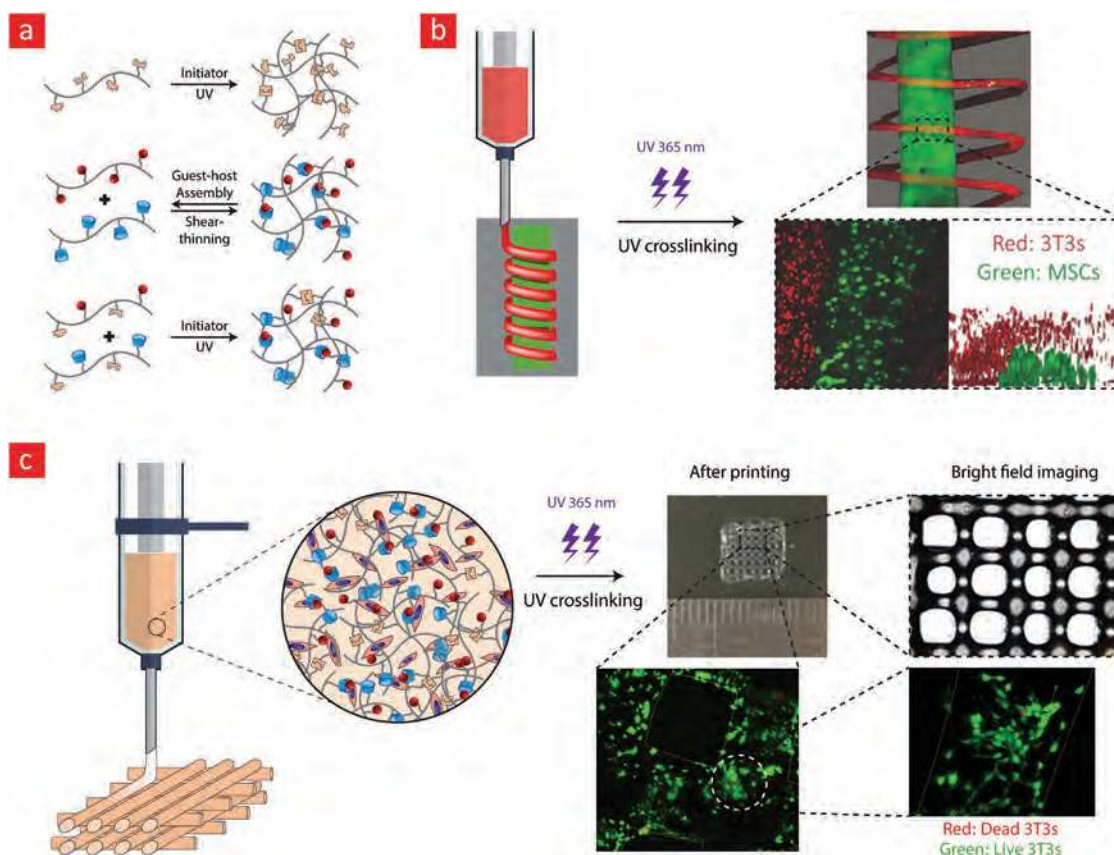 a
Initiator
UV
Guest-host
Assembly
Shear-
thinning
+
Initiator
UV
+
b
UV 365 nm
UV crosslinking
Red: 3T3s
Green: MSCs
c
UV 365 nm
UV crosslinking
After printing
Bright field imaging
Red: Dead 3T3s
Green: Live 3T3s